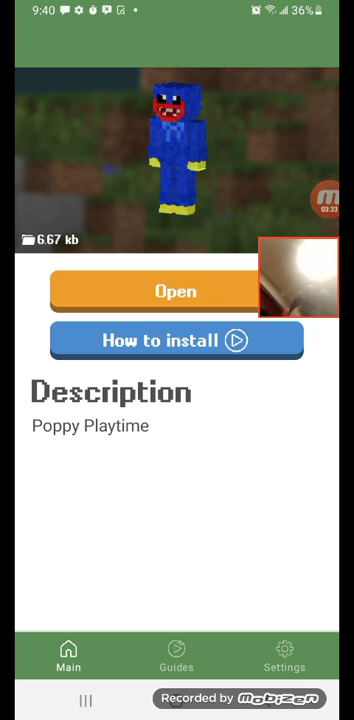 9:40
36%
03:33
6.67 kb
Open
How to install
Description
Poppy Playtime
Main
Guides
Settings
Recorded by mobizen